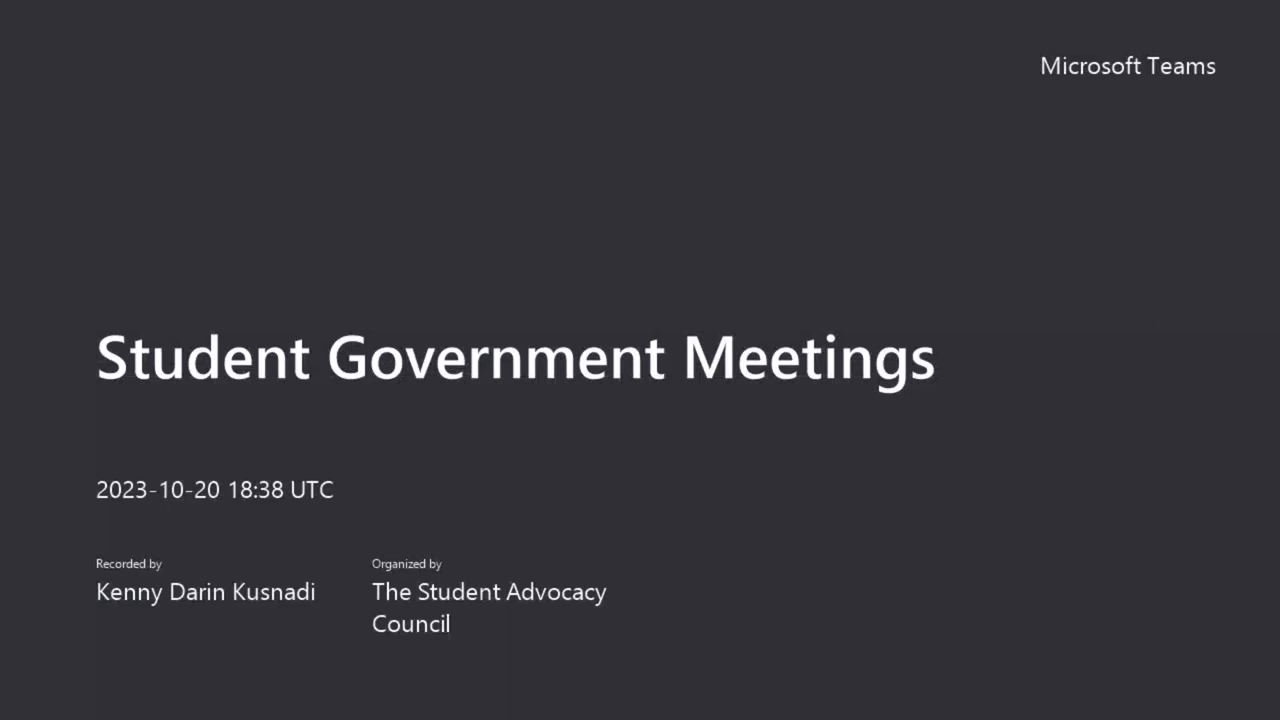 Microsoft Teams
Student Government Meetings
2023-10-20 18:38 UTC
Recorded by
Kenny Darin Kusnadi
Organized by
The Student Advocacy
Council